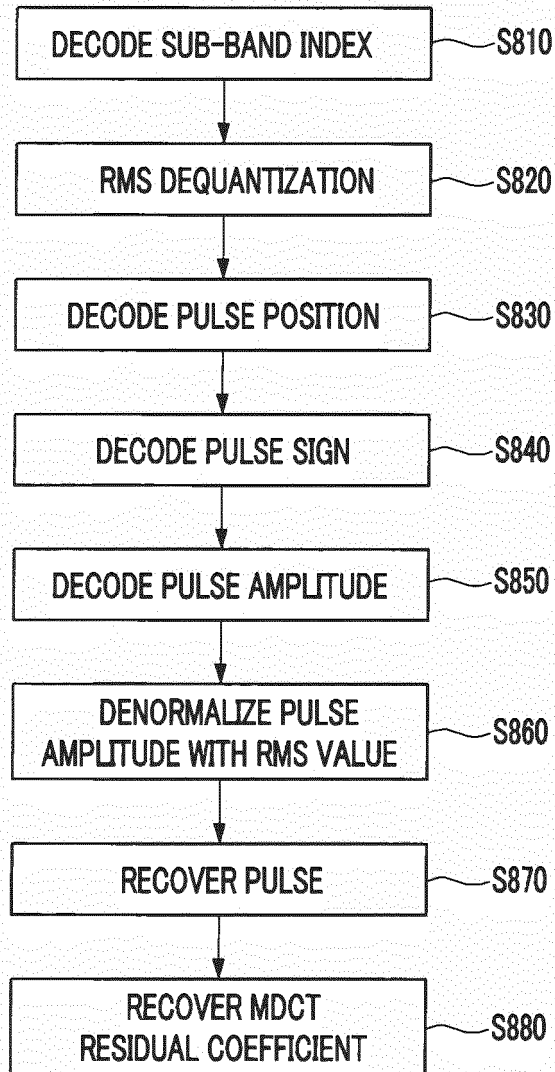 DECODE SUB-BAND INDEX S810
RMS DEQUANTIZATION S820
DECODE PULSE POSITION S830
DECODE PULSE SIGN S840
DECODE PULSE AMPLITUDE S850
DENORMALIZE PULSE
AMPLITUDE WITH RMS VALUE S860
RECOVER PULSE S870
RECOVER MDCT
RESIDUAL COEFFICIENT S880